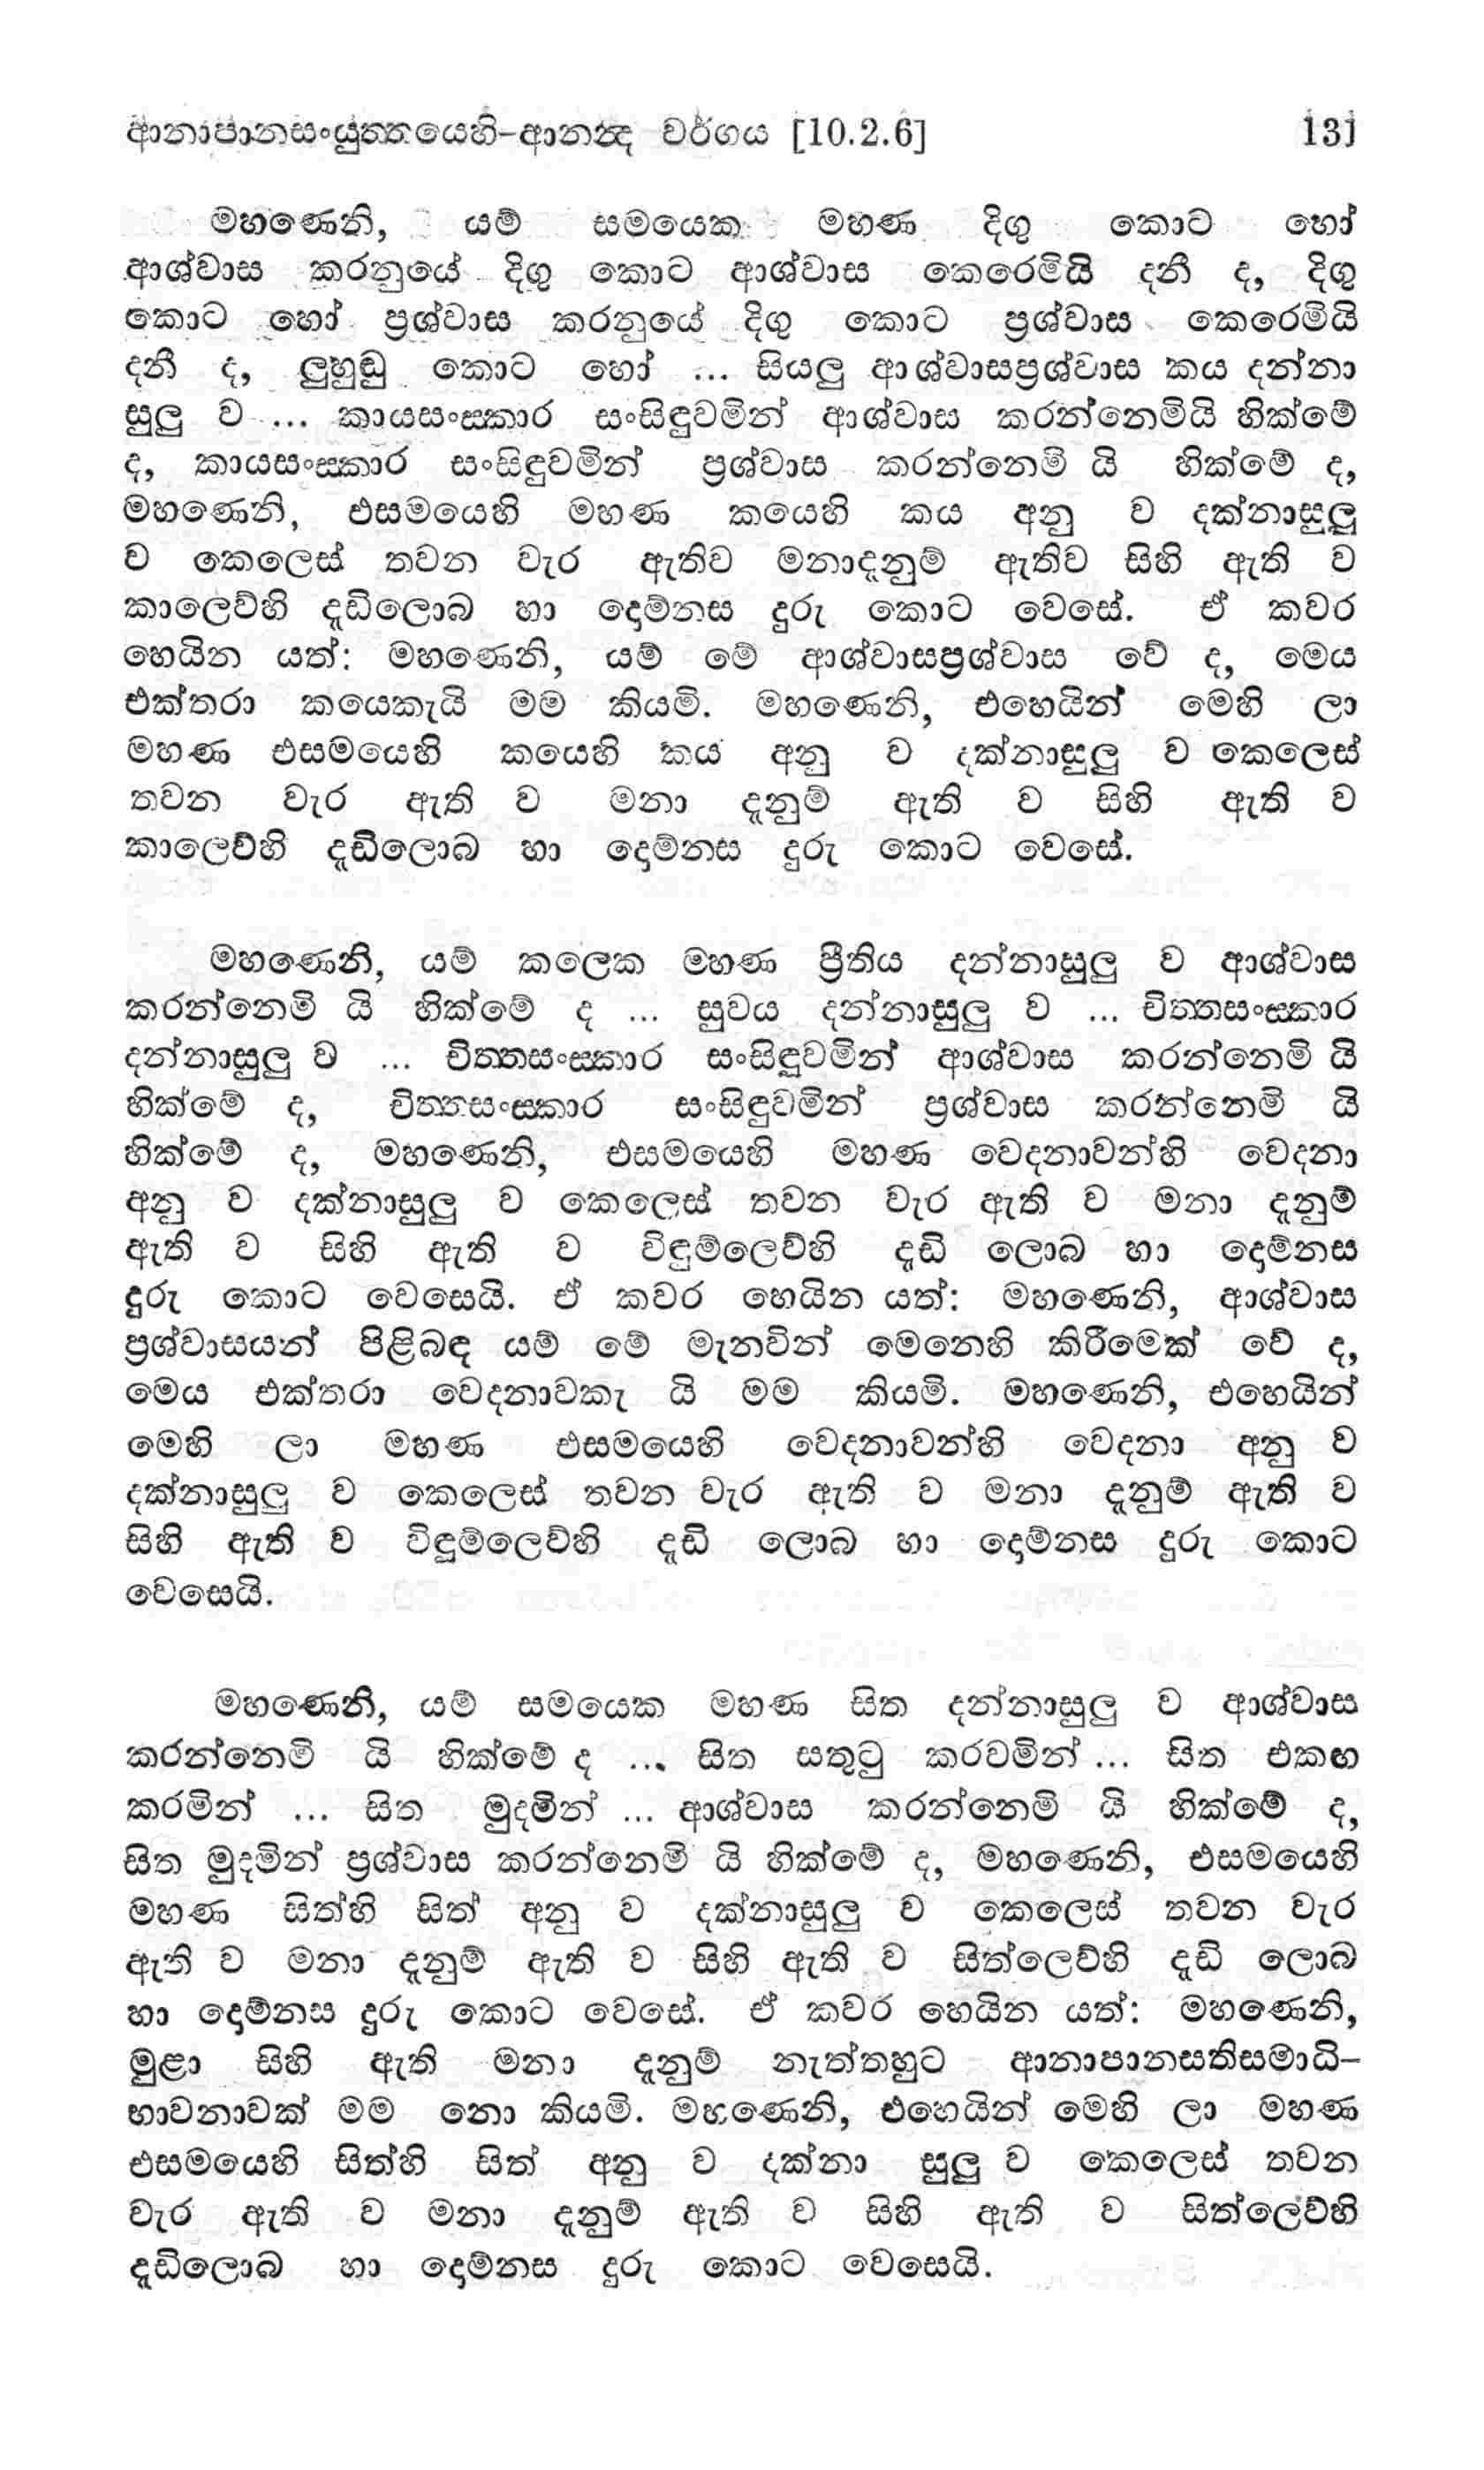 ආනාපානසංයුත්තයෙහි-ආනන්ද වර්ගය [10.2.6] 131
මහණෙනි, යම් සමයෙක මහණ දිගු කොට හෝ
ආශ්වාස කරනුයේ දිගු කොට ආශ්වාස කෙරෙමියි දනී ද, දිගු
කොට හෝ ප්‍රශ්වාස කරනුයේ දිගු කොට ප්‍රශ්වාස කෙරෙමියි
දනී ද, ලුහුඬු කොට හෝ ... සියලු ආශ්වාසප්‍රශ්වාස කය දන්නා
සුලු ව ... කායසංස්කාර සංසිඳුවමින් ආශ්වාස කරන්නෙමියි හික්මේ
ද, කායසංස්කාර සංසිඳුවමින් ප්‍රශ්වාස කරන්නෙමි යි හික්මේ ද,
මහණෙනි, එසමයෙහි මහණ කයෙහි කය අනු ව දක්නාසුලු
ව කෙලෙස් තවන වැර ඇතිව මනාදැනුම් ඇතිව සිහි ඇති ව
කාලෙව්හි දැඩිලොබ හා දොම්නස දුරු කොට වෙසේ. ඒ කවර
හෙයින යත්: මහණෙනි, යම් මේ ආශ්වාසප්‍රශ්වාස වේ ද, මෙය
එක්තරා කයෙකැයි මම කියමි. මහණෙනි, එහෙයින් මෙහි ලා
මහණ එසමයෙහි කයෙහි කය අනු ව දක්නාසුලු ව කෙලෙස්
තවන වැර ඇති ව මනා දැනුම් ඇති ව සිහි ඇති ව
කාලෙව්හි දැඩිලොබ හා දොම්නස දුරු කොට වෙසේ.
මහණෙනි, යම් කලෙක මහණ ප්‍රීතිය දන්නාසුලු ව ආශ්වාස
කරන්නෙමි යි හික්මේ ද ... සුවය දන්නාසුලු ව ... චිත්තසංස්කාර
දන්නාසුලු ව ... චිත්තසංස්කාර සංසිඳුවමින් ආශ්වාස කරන්නෙමි යි
හික්මේ ද, චිත්තසංස්කාර සංසිඳුවමින් ප්‍රශ්වාස කරන්නෙමි යි
හික්මේ ද, මහණෙනි, එසමයෙහි මහණ වෙදනාවන්හි වෙදනා
අනු ව දක්නාසුලු ව කෙලෙස් තවන වැර ඇති ව මනා දැනුම්
ඇති ව සිහි ඇති ව විඳුම්ලෙව්හි දැඩි ලොබ හා දොම්නස
දුරු කොට වෙසෙයි. ඒ කවර හෙයින යත්: මහණෙනි, ආශ්වාස
ප්‍රශ්වාසයන් පිළිබඳ යම් මේ මැනවින් මෙනෙහි කිරීමෙක් වේ ද,
මෙය එක්තරා වෙදනාවකැ යි මම කියමි. මහණෙනි, එහෙයින්
මෙහි ලා මහණ එසමයෙහි වෙදනාවන්හි වෙදනා අනු ව
දක්නාසුලු ව කෙලෙස් තවන වැර ඇති ව මනා දැනුම් ඇති ව
සිහි ඇති ව විඳුම්ලෙව්හි දැඩි ලොබ හා දොම්නස දුරු කොට
වෙසෙයි.
මහණෙනි, යම් සමයෙක මහණ සිත දන්නාසුලු ව ආශ්වාස
කරන්නෙමි යි හික්මේ ද ... සිත සතුටු කරවමින් ... සිත එකඟ
කරමින් ... සිත මුදමින් ... ආශ්වාස කරන්නෙමි යි හික්මේ ද,
සිත මුදමින් ප්‍රශ්වාස කරන්නෙමි යි හික්මේ ද, මහණෙනි, එසමයෙහි
මහණ සිත්හි සිත් අනු ව දක්නාසුලු ව කෙලෙස් තවන වැර
ඇති ව මනා දැනුම් ඇති ව සිහි ඇති ව සිත්ලෙව්හි දැඩි ලොබ
හා දොම්නස දුරු කොට වෙසේ. ඒ කවර හෙයින යත්: මහණෙනි,
මුළා සිහි ඇති මනා දැනුම් නැත්තහුට ආනාපානසතිසමාධි-
භාවනාවක් මම නො කියමි. මහණෙනි, එහෙයින් මෙහි ලා මහණ
එසමයෙහි සිත්හි සිත් අනු ව දක්නා සුලු ව කෙලෙස් තවන
වැර ඇති ව මනා දැනුම් ඇති ව සිහි ඇති ව සිත්ලෙව්හි
දැඩිලොබ හා දොම්නස දුරු කොට වෙසෙයි.